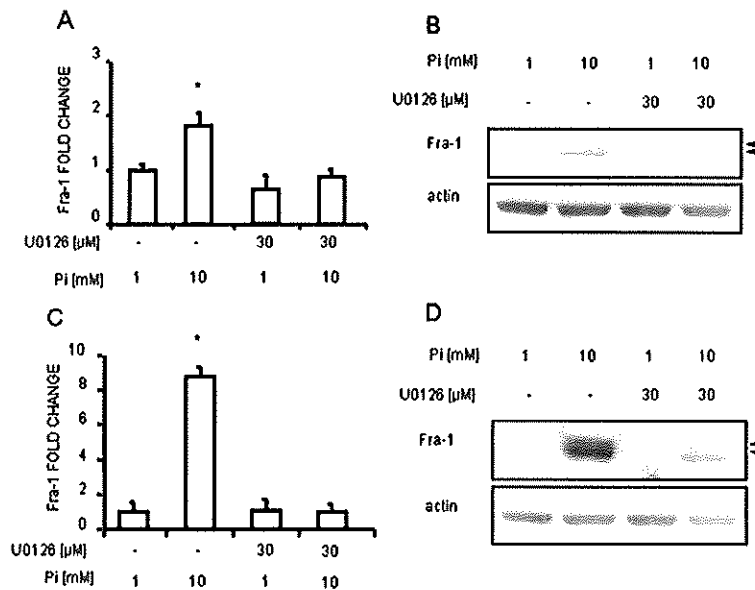 A
Fra-1 FOLD CHANGE
3
2
1
0
*
U0126 [µM] - - 30 30
Pi [mM] 1 10 1 10
B
Pi [mM] 1 10 1 10
U0126 [µM] - - 30 30
Fra-1
actin
C
Fra-1 FOLD CHANGE
10
8
6
4
2
0
*
U0126 [µM] - - 30 30
Pi [mM] 1 10 1 10
D
Pi [mM] 1 10 1 10
U0126 [µM] - - 30 30
Fra-1
actin